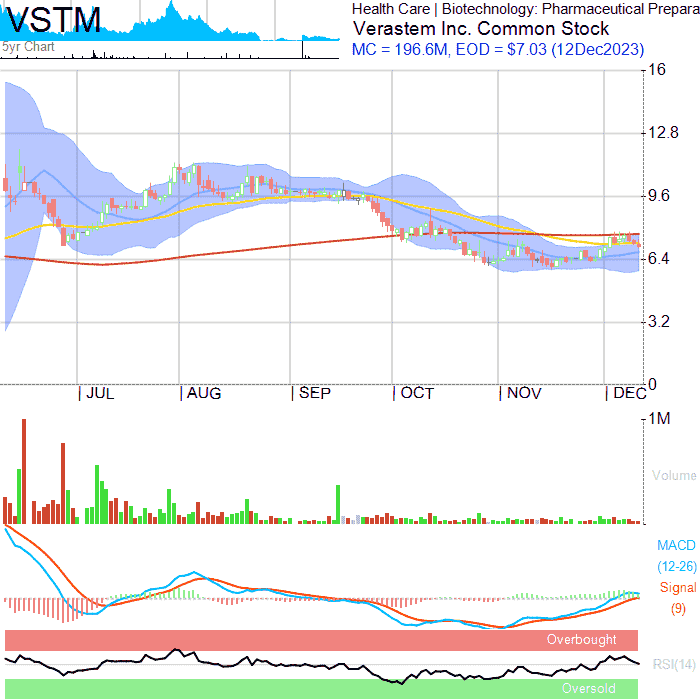 VSTM
5yr Chart
Health Care | Biotechnology: Pharmaceutical Prepara
Verastem Inc. Common Stock
MC = 196.6M, EOD = $7.03 (12Dec2023)
16
12.8
9.6
6.4
3.2
0
| JUL | AUG | SEP | OCT | NOV | DEC
1M
Volume
MACD
(12-26)
Signal
(9)
Overbought
RSI(14)
Oversold